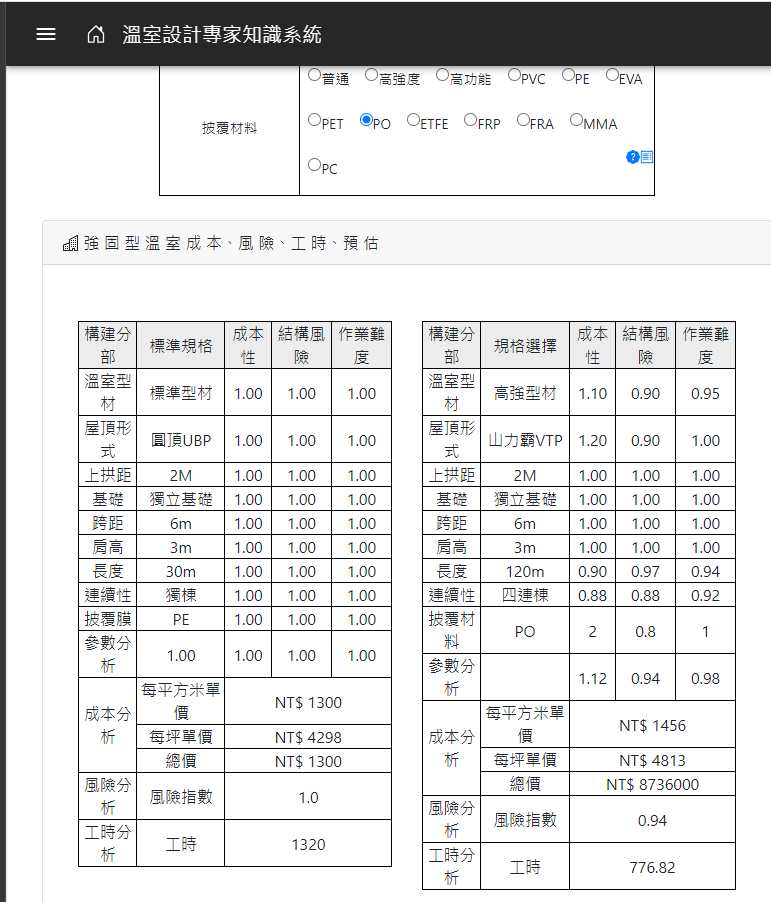 溫室設計專家知識系統
普通 高強度 高功能 PVC PE EVA
披覆材料
PET PO ETFE FRP FRA MMA
PC
強固型溫室成本、風險、工時、預估
構建分部 標準規格 成本性 結構風險 作業難度
溫室型材 標準型材 1.00 1.00 1.00
屋頂形式 圓頂UBP 1.00 1.00 1.00
上拱距 2M 1.00 1.00 1.00
基礎 獨立基礎 1.00 1.00 1.00
跨距 6m 1.00 1.00 1.00
肩高 3m 1.00 1.00 1.00
長度 30m 1.00 1.00 1.00
連續性 獨棟 1.00 1.00 1.00
披覆膜 PE 1.00 1.00 1.00
參數分析 1.00 1.00 1.00 1.00
成本分析 每平方米單價 NT$ 1300
每坪單價 NT$ 4298
總價 NT$ 1300
風險分析 風險指數 1.0
工時分析 工時 1320
構建分部 規格選擇 成本性 結構風險 作業難度
溫室型材 高強型材 1.10 0.90 0.95
屋頂形式 山力霸VTP 1.20 0.90 1.00
上拱距 2M 1.00 1.00 1.00
基礎 獨立基礎 1.00 1.00 1.00
跨距 6m 1.00 1.00 1.00
肩高 3m 1.00 1.00 1.00
長度 120m 0.90 0.97 0.94
連續性 四連棟 0.88 0.88 0.92
披覆材料 PO 2 0.8 1
參數分析 1.12 0.94 0.98
成本分析 每平方米單價 NT$ 1456
每坪單價 NT$ 4813
總價 NT$ 8736000
風險分析 風險指數 0.94
工時分析 工時 776.82